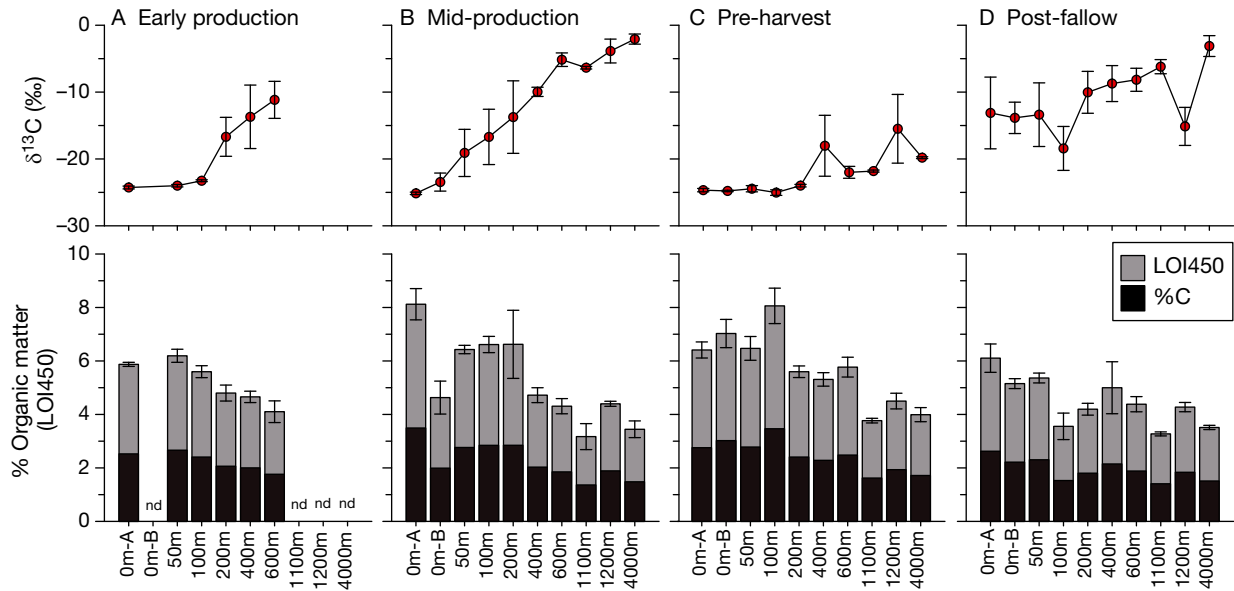 A Early production
B Mid-production
C Pre-harvest
D Post-fallow
0
−10
−20
−30
δ13C (‰)
10
8
6
4
2
0
% Organic matter
(LOI450)
LOI450
%C
nd
nd nd nd
0m-A 0m-B 50m 100m 200m 400m 600m 1100m 1200m 4000m
0m-A 0m-B 50m 100m 200m 400m 600m 1100m 1200m 4000m
0m-A 0m-B 50m 100m 200m 400m 600m 1100m 1200m 4000m
0m-A 0m-B 50m 100m 200m 400m 600m 1100m 1200m 4000m